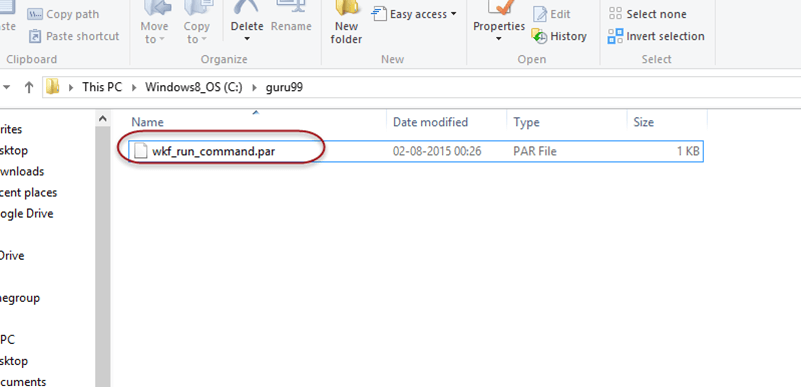 Copy path
Paste shortcut
Clipboard
Move to
Copy to
Delete
Rename
Organize
New folder
Easy access
New
Properties
Edit
History
Open
Select none
Invert selection
Select
This PC
Windows8_OS (C:)
guru99
Name
Date modified
Type
Size
wkf_run_command.par
02-08-2015 00:26
PAR File
1 KB
rites
sktop
wnloads
cent places
ogle Drive
Drive
megroup
PC
sktop
cuments